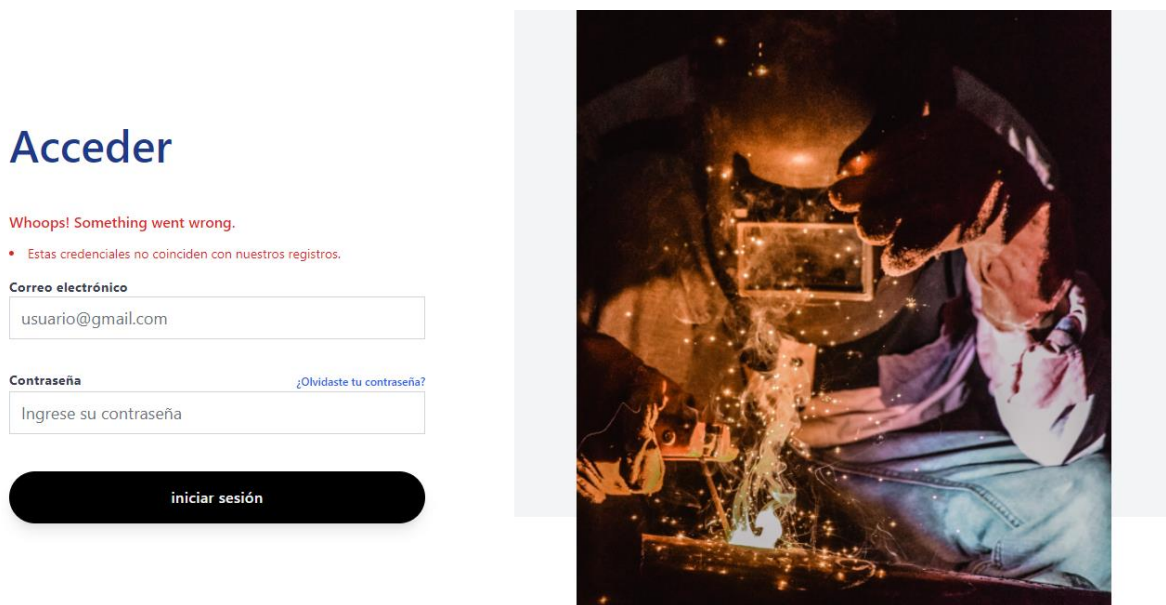 Acceder
Whoops! Something went wrong.
Estas credenciales no coinciden con nuestros registros.
Correo electrónico
usuario@gmail.com
Contraseña ¿Olvidaste tu contraseña?
Ingrese su contraseña
iniciar sesión